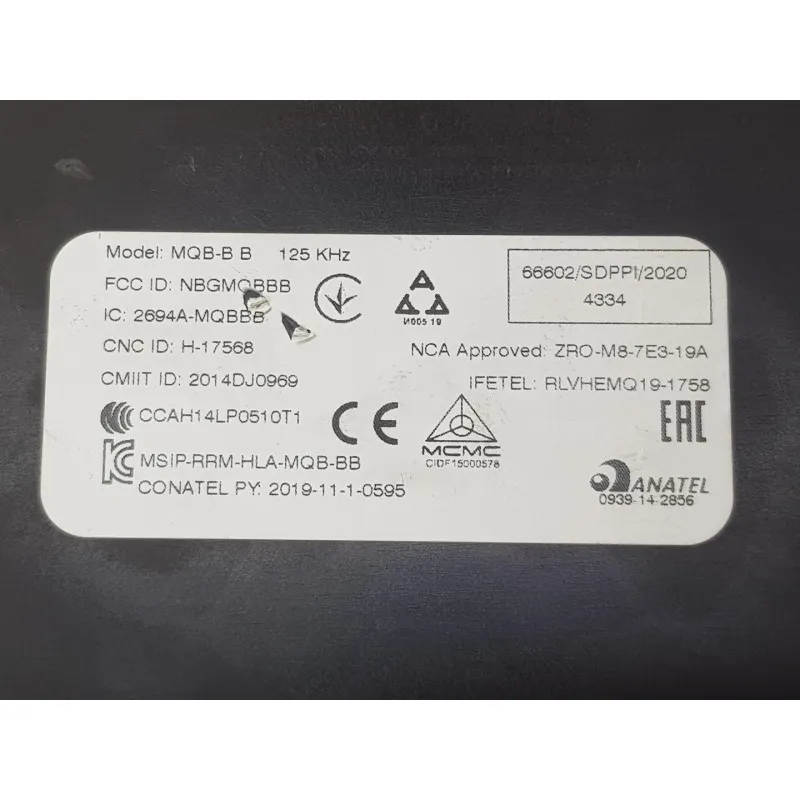 Model: MQB-B B 125 KHz
FCC ID: NBGMQBBB
IC: 2694A-MQBBB
CNC ID: H-17568
CMIIT ID: 2014DJ0969
CCAH14LP0510T1
MSIP-RRM-HLA-MQB-BB
CONATEL PY: 2019-11-1-0595
И005 19
66602/SDPPI/2020
4334
NCA Approved: ZRO-M8-7E3-19A
IFETEL: RLVHEMQ19-1758
CE
MCMC
CIDF15000578
EAC
ANATEL
0939-14-2856